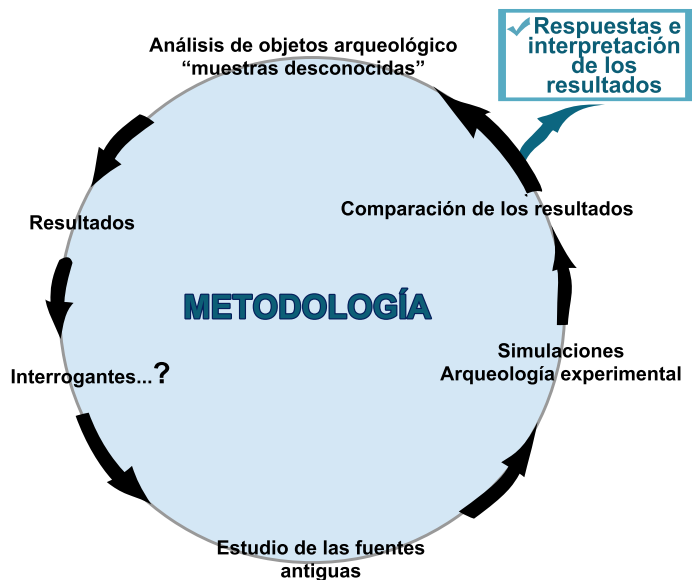 Respuestas e
interpretación
de los
resultados
Análisis de objetos arqueológico
“muestras desconocidas”
Resultados
Comparación de los resultados
METODOLOGÍA
Simulaciones
Arqueología experimental
Interrogantes...?
Estudio de las fuentes
antiguas